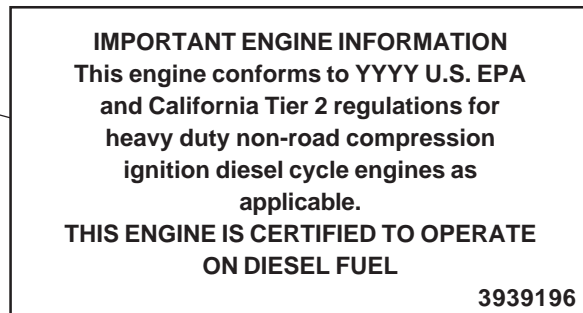 IMPORTANT ENGINE INFORMATION
This engine conforms to YYYY U.S. EPA
and California Tier 2 regulations for
heavy duty non-road compression
ignition diesel cycle engines as
applicable.
THIS ENGINE IS CERTIFIED TO OPERATE
ON DIESEL FUEL
3939196